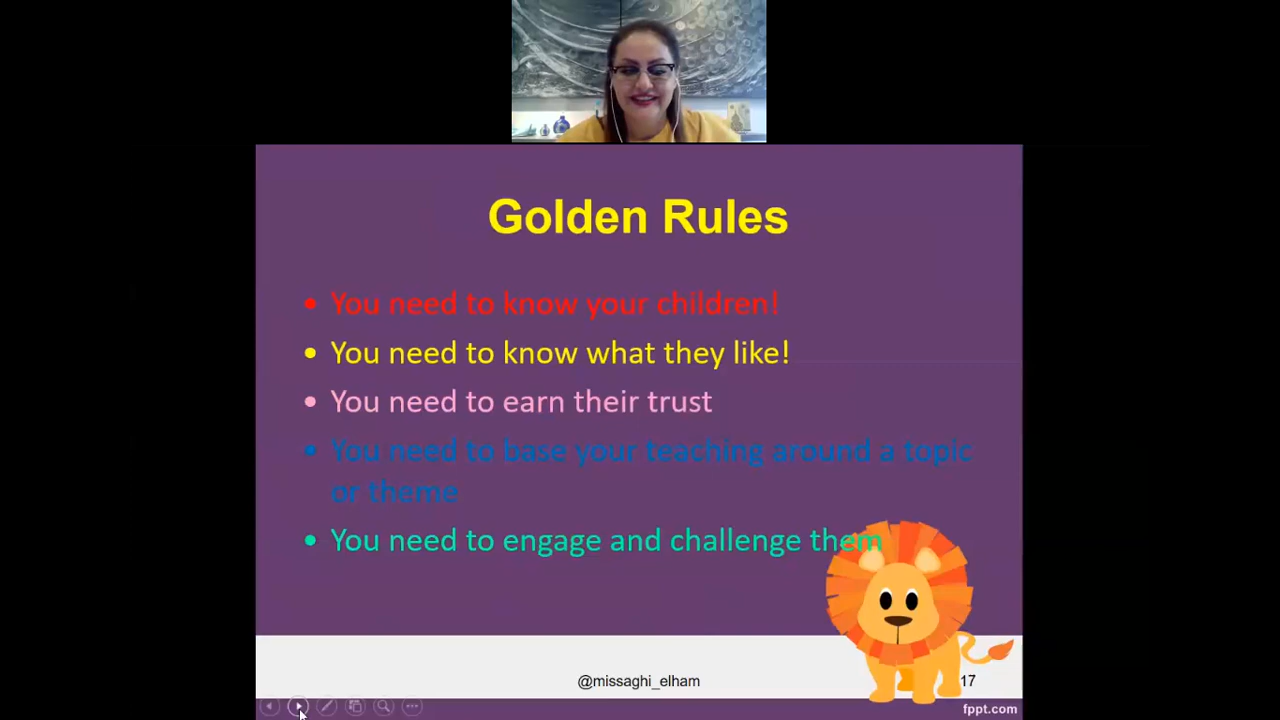 Golden Rules
• You need to know your children!
• You need to know what they like!
• You need to earn their trust
• You need to base your teaching around a topic
or theme
• You need to engage and challenge them
@missaghi_elham
17
fppt.com